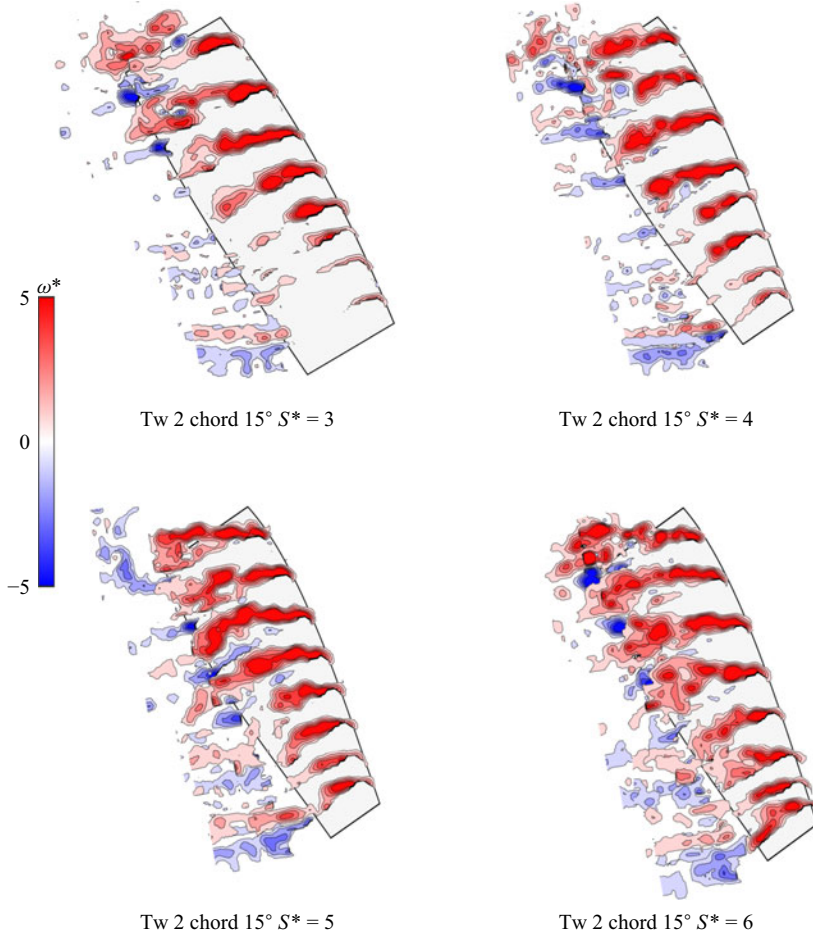 ω*
5
0
−5
Tw 2 chord 15° S* = 3
Tw 2 chord 15° S* = 4
Tw 2 chord 15° S* = 5
Tw 2 chord 15° S* = 6